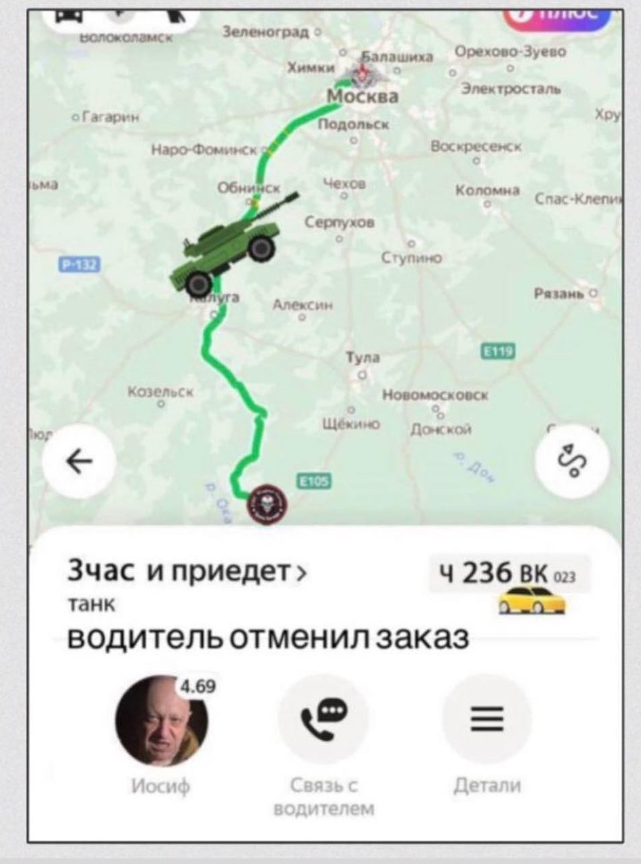 Волоколамск
ПЛЮС
Зеленоград
Балашиха
Орехово-Зуево
Химки
Электросталь
Москва
Гагарин
Подольск
Хру
Наро-Фоминск
Воскресенск
ьма
Обнинск
Чехов
Коломна
Спас-Клепи
Серпухов
Ступино
Р-132
Калуга
Алексин
Рязань
Тула
E119
Козельск
Новомосковск
Щёкино
Донской
Люд
р. Дон
E105
р. Ока
3час и приедет>
Ч 236 ВК 023
танк
водитель отменил заказ
4.69
Иосиф
Связь с
водителем
Детали